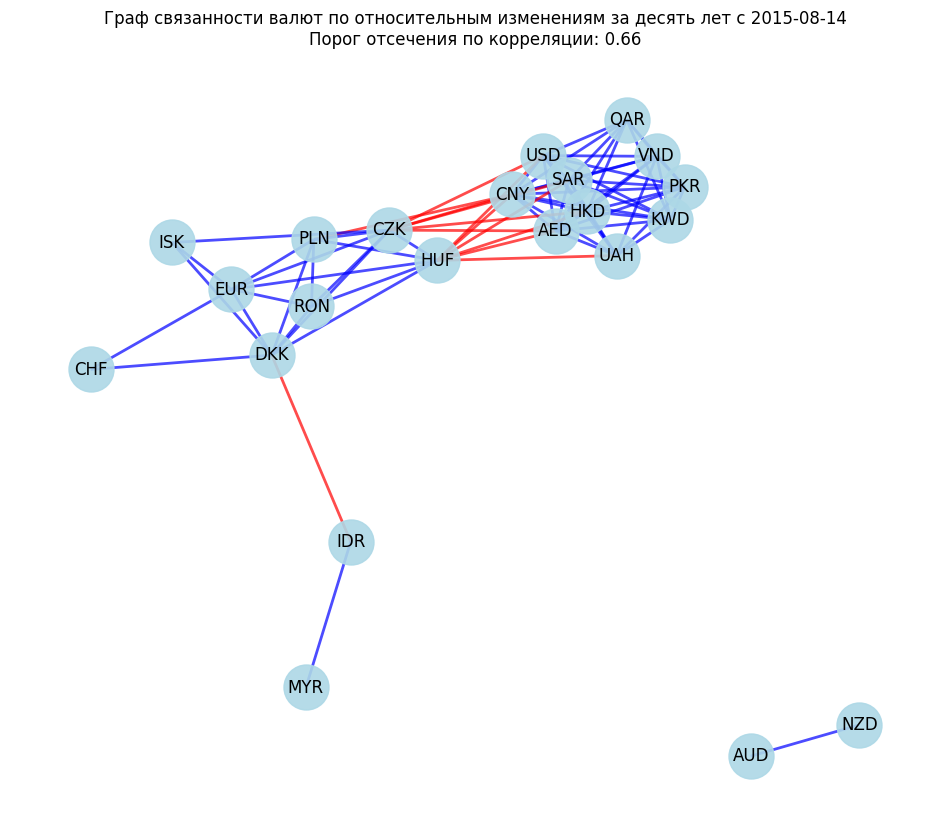 Граф связанности валют по относительным изменениям за десять лет с 2015-08-14
Порог отсечения по корреляции: 0.66
QAR
USD
VND
SAR
PKR
CNY
HKD
KWD
CZK
AED
PLN
ISK
UAH
HUF
EUR
RON
DKK
CHF
IDR
MYR
NZD
AUD